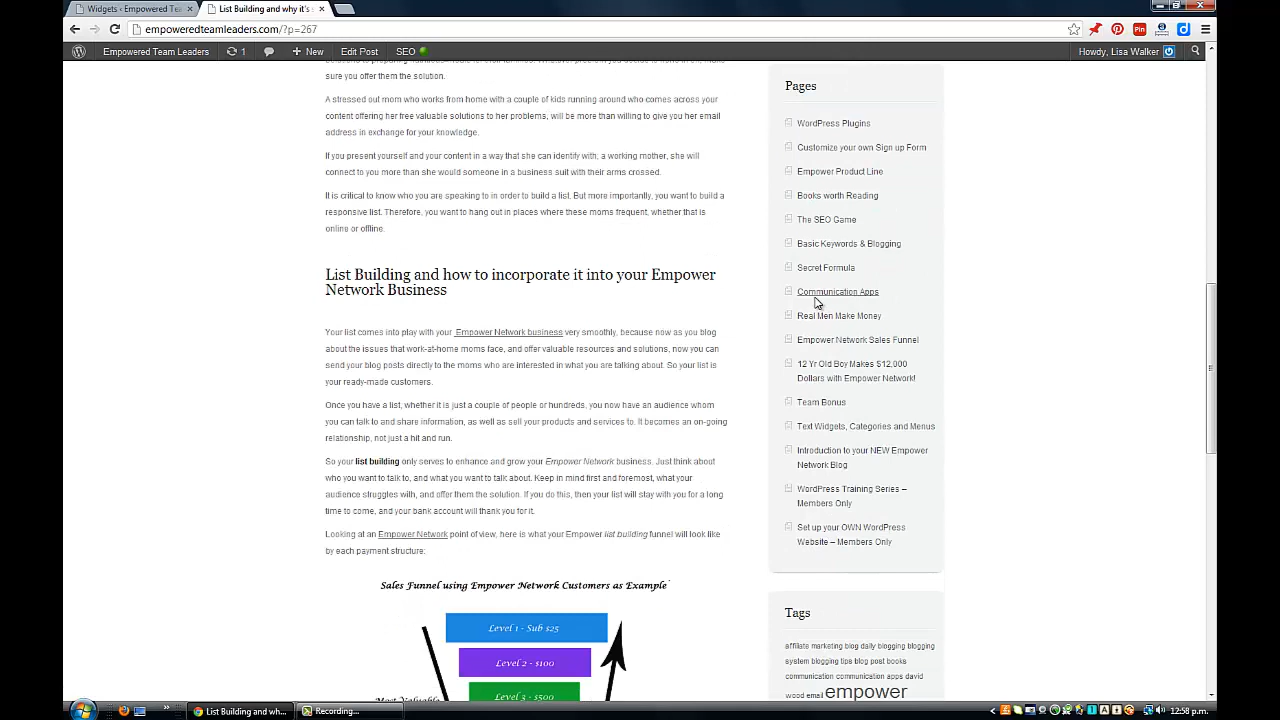 Widgets ‹ Empowered Te
List Building and why it's
empoweredteamleaders.com/?p=267
Empowered Team Leaders 1 + New Edit Post SEO
Howdy, Lisa Walker
sure you offer them the solution.
A stressed out mom who works from home with a couple of kids running around who comes across your
content offering her free valuable solutions to her problems, will be more than willing to give you her email
address in exchange for your knowledge.
If you present yourself and your content in a way that she can identify with; a working mother, she will
connect to you more than she would someone in a business suit with their arms crossed.
It is critical to know who you are speaking to in order to build a list. But more importantly, you want to build a
responsive list. Therefore, you want to hang out in places where these moms frequent, whether that is
online or offline.
List Building and how to incorporate it into your Empower
Network Business
Your list comes into play with your Empower Network business very smoothly, because now as you blog
about the issues that work-at-home moms face, and offer valuable resources and solutions, now you can
send your blog posts directly to the moms who are interested in what you are talking about. So your list is
your ready-made customers.
Once you have a list, whether it is just a couple of people or hundreds, you now have an audience whom
you can talk to and share information, as well as sell your products and services to. It becomes an on-going
relationship, not just a hit and run.
So your list building only serves to enhance and grow your Empower Network business. Just think about
who you want to talk to, and what you want to talk about. Keep in mind first and foremost, what your
audience struggles with, and offer them the solution. If you do this, then your list will stay with you for a long
time to come, and your bank account will thank you for it.
Looking at an Empower Network point of view, here is what your Empower list building funnel will look like
by each payment structure:
Sales Funnel using Empower Network Customers as Example
Level 1 - Sub $25
Level 2 - $100
Level 3 - $500
Most Valuable
Pages
WordPress Plugins
Customize your own Sign up Form
Empower Product Line
Books worth Reading
The SEO Game
Basic Keywords & Blogging
Secret Formula
Communication Apps
Real Men Make Money
Empower Network Sales Funnel
12 Yr Old Boy Makes $12,000
Dollars with Empower Network!
Team Bonus
Text Widgets, Categories and Menus
Introduction to your NEW Empower
Network Blog
WordPress Training Series –
Members Only
Set up your OWN WordPress
Website – Members Only
Tags
affiliate marketing blog daily blogging blogging
system blogging tips blog post books
communication communication apps david
wood email empower
List Building and wh...
Recording...
12:58 p.m.